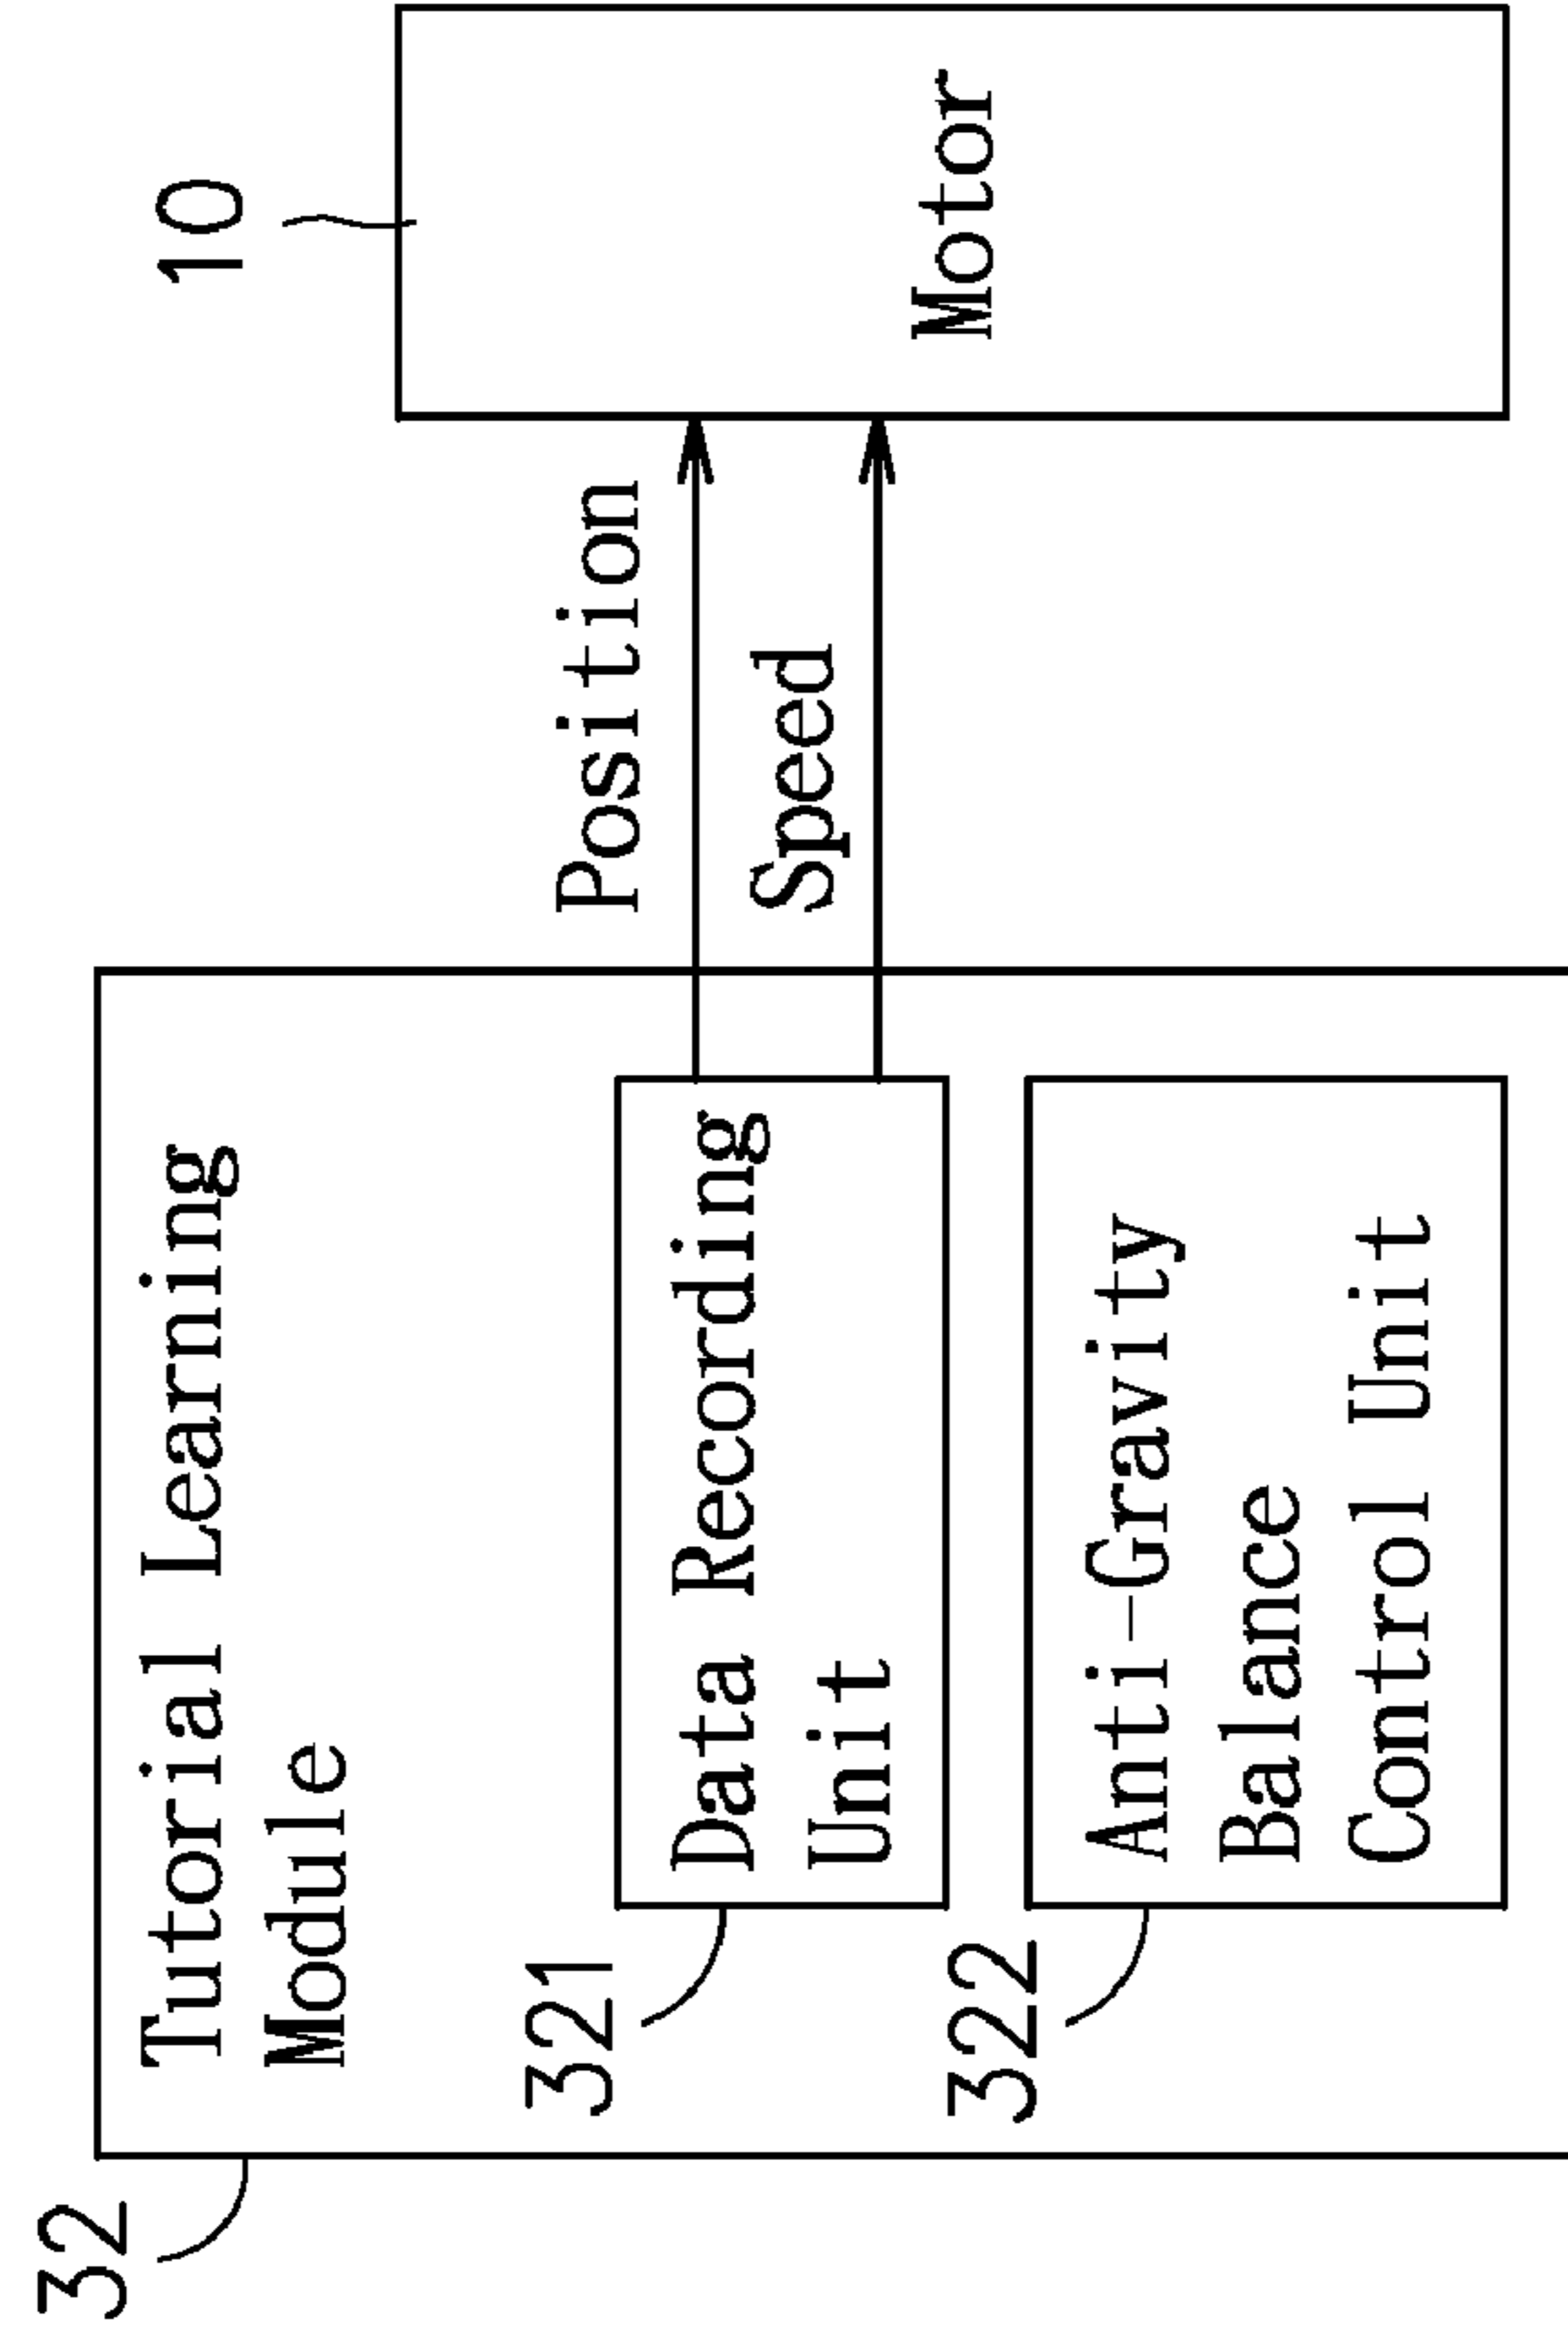 32
Tutorial Learning
Module
321
Data Recording
Unit
322
Anti-Gravity
Balance
Control Unit
Position
Speed
10
Motor